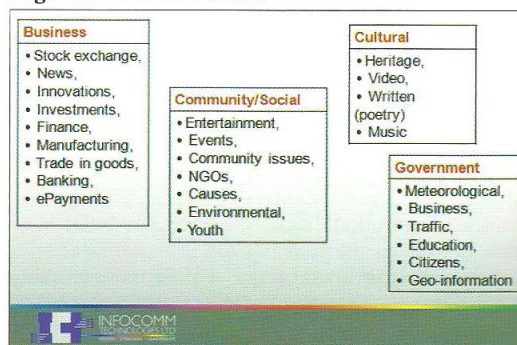 Business
• Stock exchange,
• News,
• Innovations,
• Investments,
• Finance,
• Manufacturing,
• Trade in goods,
• Banking,
• ePayments
Community/Social
• Entertainment,
• Events,
• Community issues,
• NGOs,
• Causes,
• Environmental,
• Youth
Cultural
• Heritage,
• Video,
• Written
(poetry)
• Music
Government
• Meteorological,
• Business,
• Traffic,
• Education,
• Citizens,
• Geo-information
INFOCOMM
TECHNOLOGIES LTD